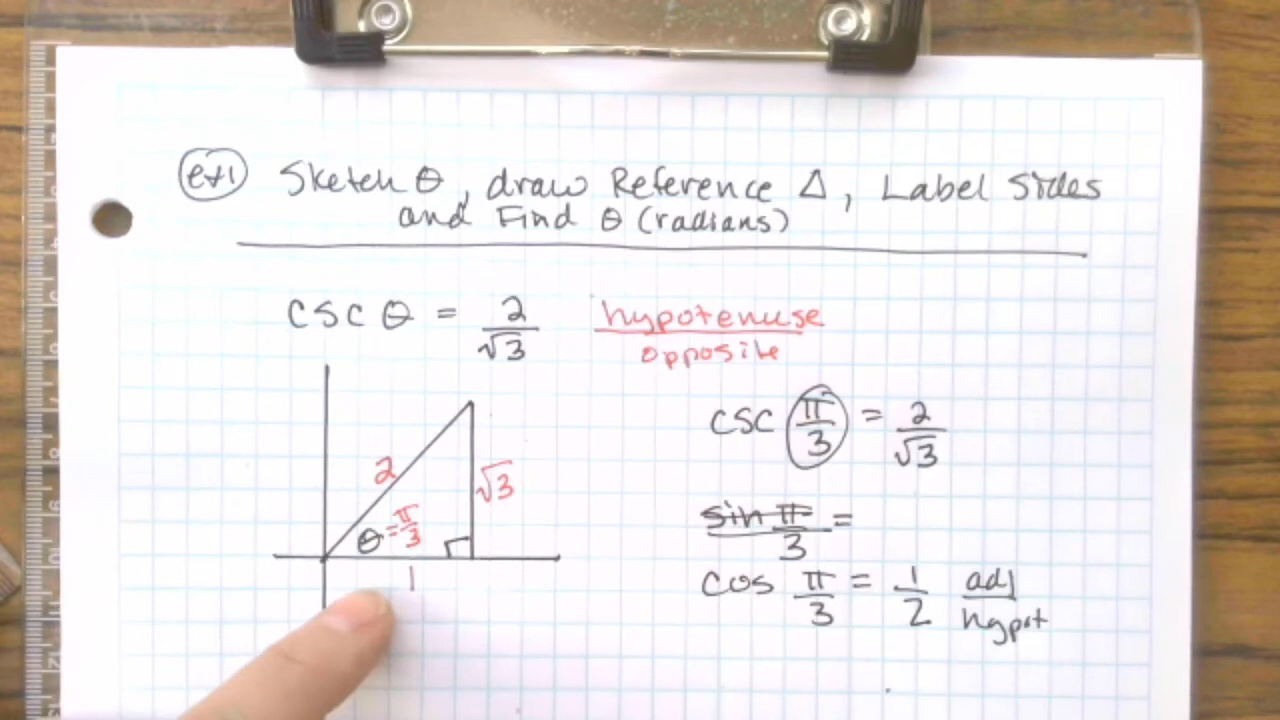 ex1 Sketch θ, draw Reference Δ, Label sides
and Find θ (radians)
csc θ = 2/√3 hypotenuse/opposite
csc π/3 = 2/√3
2
√3
θ = π/3
1
sin π/3 =
cos π/3 = 1/2 adj/hypot